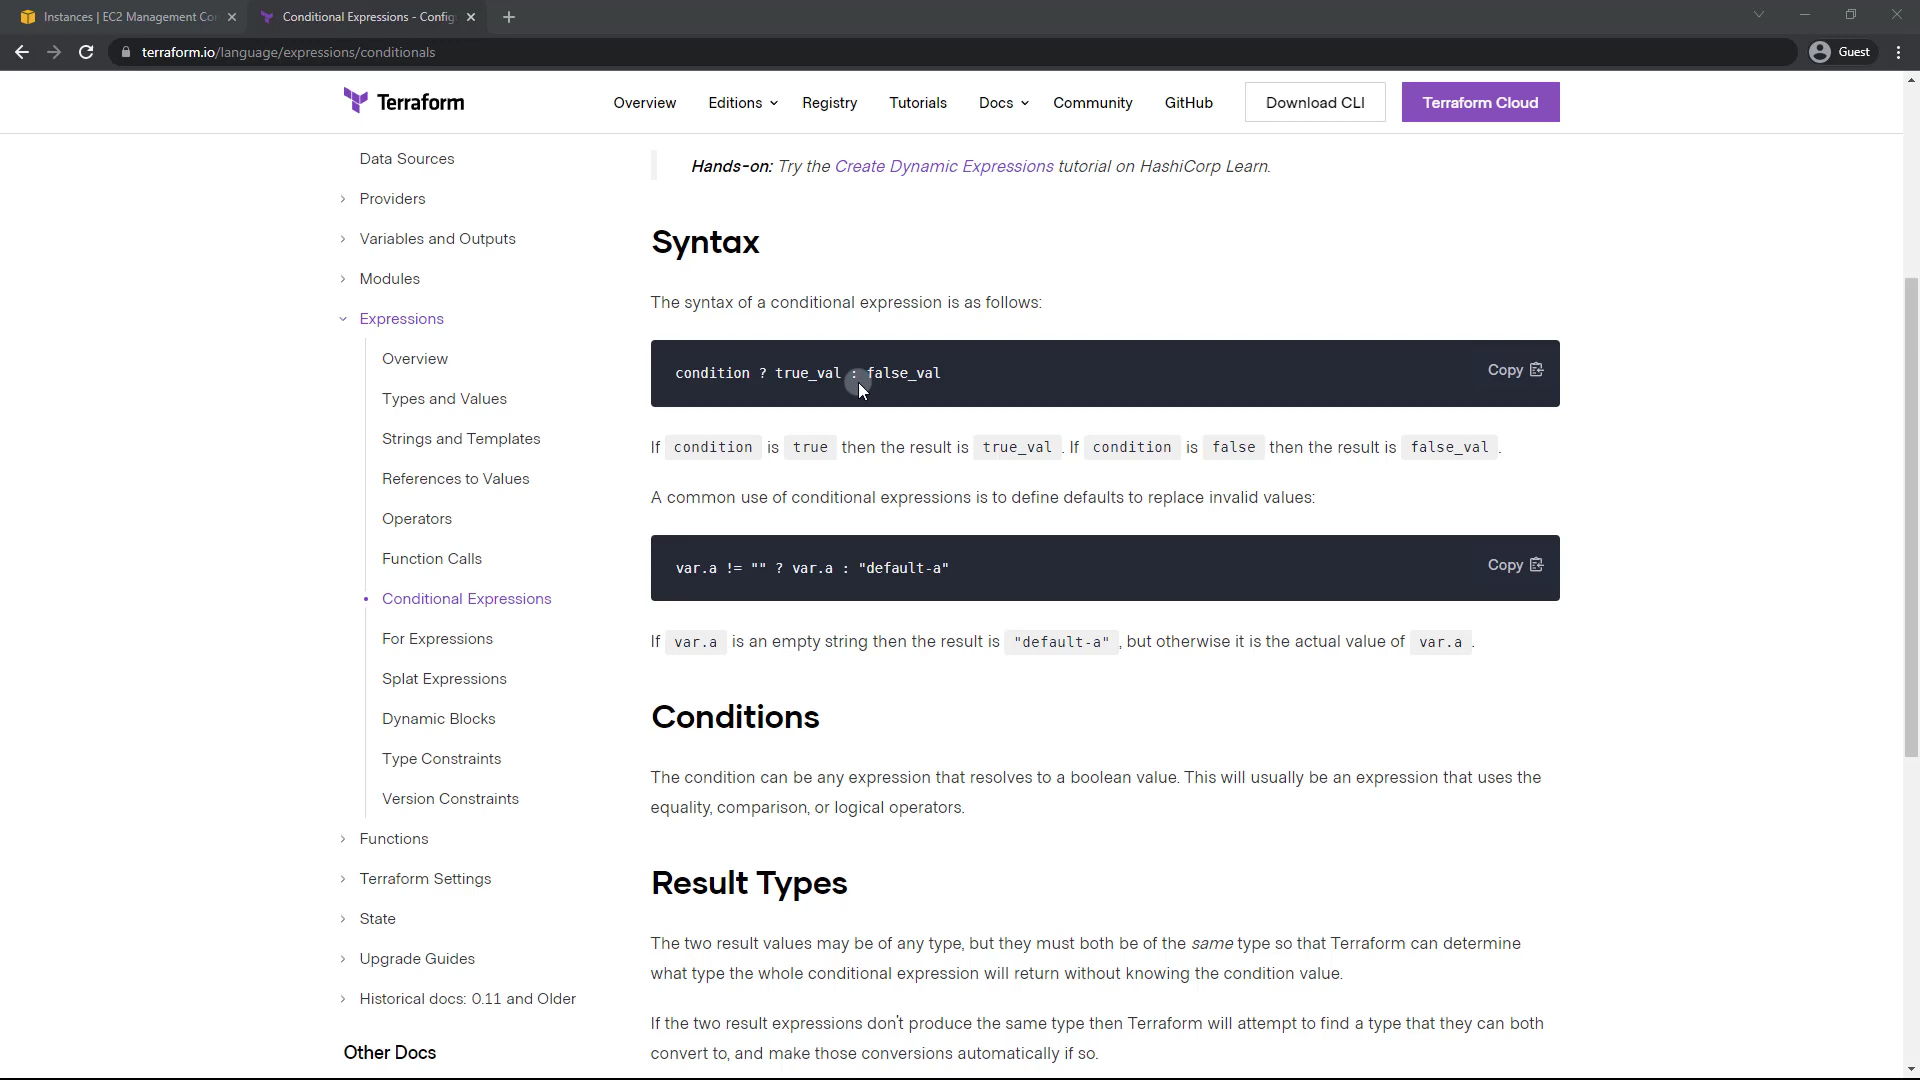 Instances | EC2 Management Co
Conditional Expressions - Config
terraform.io/language/expressions/conditionals
Guest
Terraform
Overview
Editions
Registry
Tutorials
Docs
Community
GitHub
Download CLI
Terraform Cloud
Data Sources
Providers
Variables and Outputs
Modules
Expressions
Overview
Types and Values
Strings and Templates
References to Values
Operators
Function Calls
Conditional Expressions
For Expressions
Splat Expressions
Dynamic Blocks
Type Constraints
Version Constraints
Functions
Terraform Settings
State
Upgrade Guides
Historical docs: 0.11 and Older
Other Docs
Hands-on: Try the Create Dynamic Expressions tutorial on HashiCorp Learn.
Syntax
The syntax of a conditional expression is as follows:
condition ? true_val : false_val
Copy
If condition is true then the result is true_val . If condition is false then the result is false_val .
A common use of conditional expressions is to define defaults to replace invalid values:
var.a != "" ? var.a : "default-a"
Copy
If var.a is an empty string then the result is "default-a" , but otherwise it is the actual value of var.a .
Conditions
The condition can be any expression that resolves to a boolean value. This will usually be an expression that uses the
equality, comparison, or logical operators.
Result Types
The two result values may be of any type, but they must both be of the same type so that Terraform can determine
what type the whole conditional expression will return without knowing the condition value.
If the two result expressions don't produce the same type then Terraform will attempt to find a type that they can both
convert to, and make those conversions automatically if so.